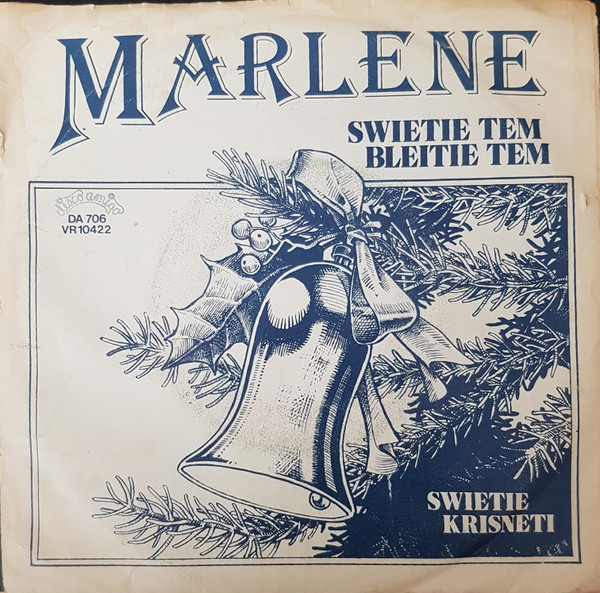 MARLENE
SWIETIE TEM
BLEITIE TEM
disco amigo
DA 706
VR 10422
SWIETIE
KRISNETI